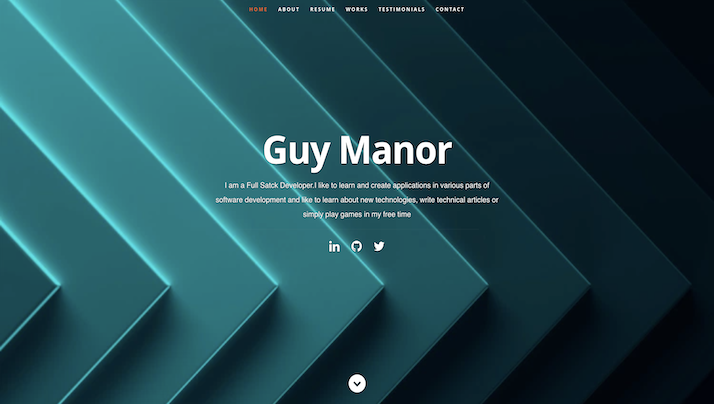 HOME ABOUT RESUME WORKS TESTIMONIALS CONTACT
Guy Manor
I am a Full Satck Developer.I like to learn and create applications in various parts of
software development and like to learn about new technologies, write technical articles or
simply play games in my free time
in